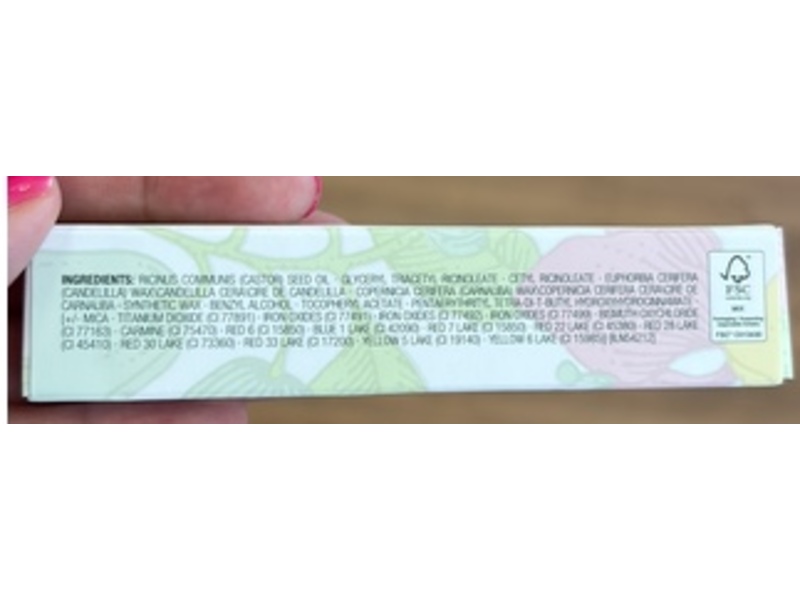 INGREDIENTS: RICINUS COMMUNIS (CASTOR) SEED OIL · GLYCERYL TRIACETYL RICINOLEATE · CETYL RICINOLEATE · EUPHORBIA CERIFERA
(CANDELILLA) WAX\CANDELILLA CERA\CIRE DE CANDELILLA · COPERNICIA CERIFERA (CARNAUBA) WAX\COPERNICIA CERIFERA CERA\CIRE DE
CARNAUBA · SYNTHETIC WAX · BENZYL ALCOHOL · TOCOPHERYL ACETATE · PENTAERYTHRITYL TETRA-DI-T-BUTYL HYDROXYHYDROCINNAMATE
[+/- MICA · TITANIUM DIOXIDE (CI 77891) · IRON OXIDES (CI 77491) · IRON OXIDES (CI 77492) · IRON OXIDES (CI 77499) · BISMUTH OXYCHLORIDE
(CI 77163) · CARMINE (CI 75470) · RED 6 (CI 15850) · BLUE 1 LAKE (CI 42090) · RED 7 LAKE (CI 15850) · RED 22 LAKE (CI 45380) · RED 28 LAKE
(CI 45410) · RED 30 LAKE (CI 73360) · RED 33 LAKE (CI 17200) · YELLOW 5 LAKE (CI 19140) · YELLOW 6 LAKE (CI 15985)]
FSC
MIX